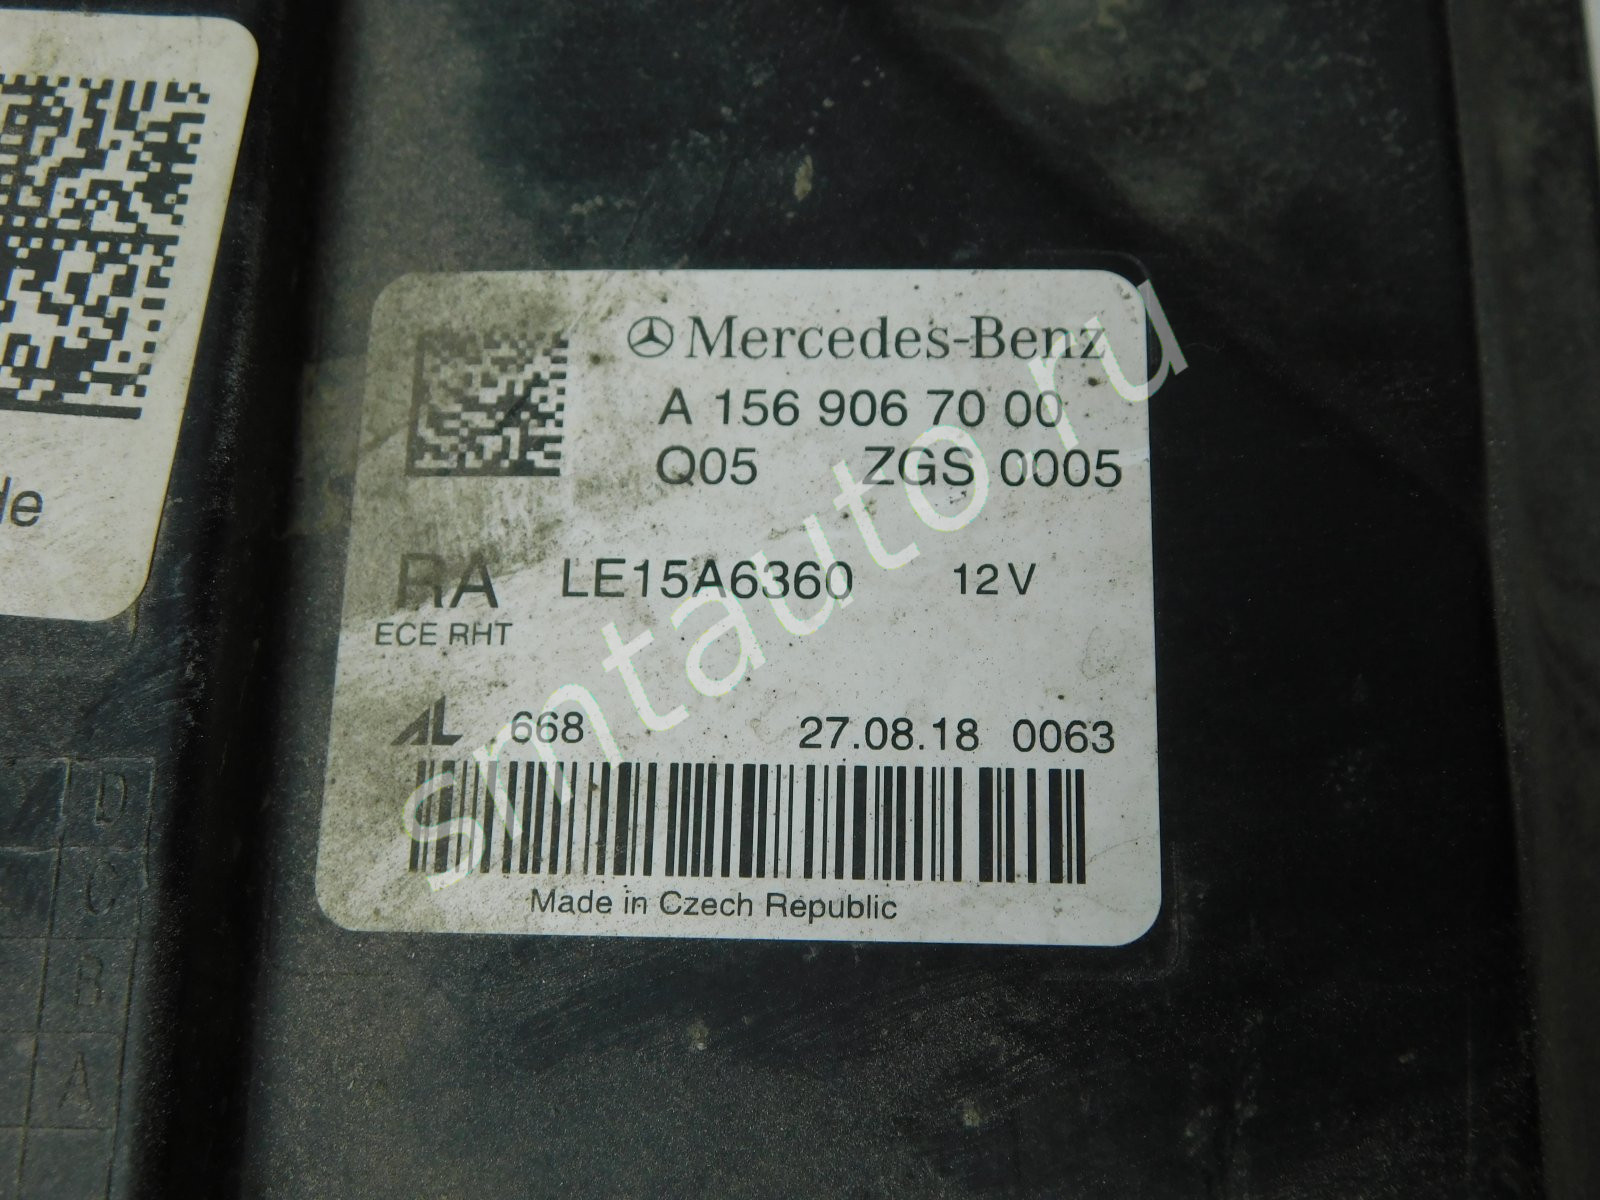 Mercedes-Benz
A 156 906 70 00
Q05 ZGS 0005
RA LE15A6360 12V
ECE RHT
AL 668 27.08.18 0063
Made in Czech Republic
de
D
C
B
A
smtauto.ru